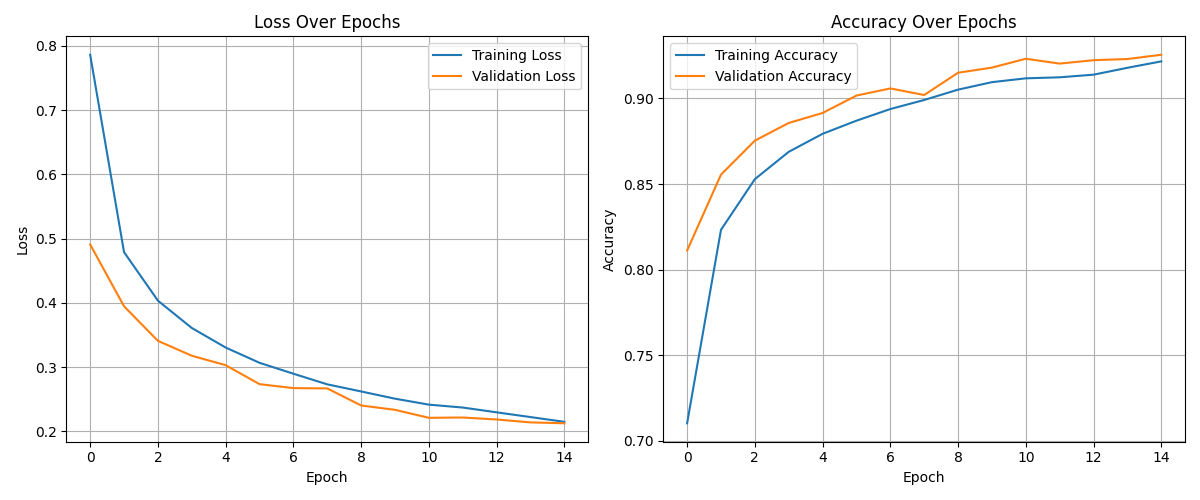 Loss Over Epochs
Training Loss
Validation Loss
0.8
0.7
0.6
0.5
0.4
0.3
0.2
Loss
0 2 4 6 8 10 12 14
Epoch
Accuracy Over Epochs
Training Accuracy
Validation Accuracy
0.90
0.85
0.80
0.75
0.70
Accuracy
0 2 4 6 8 10 12 14
Epoch